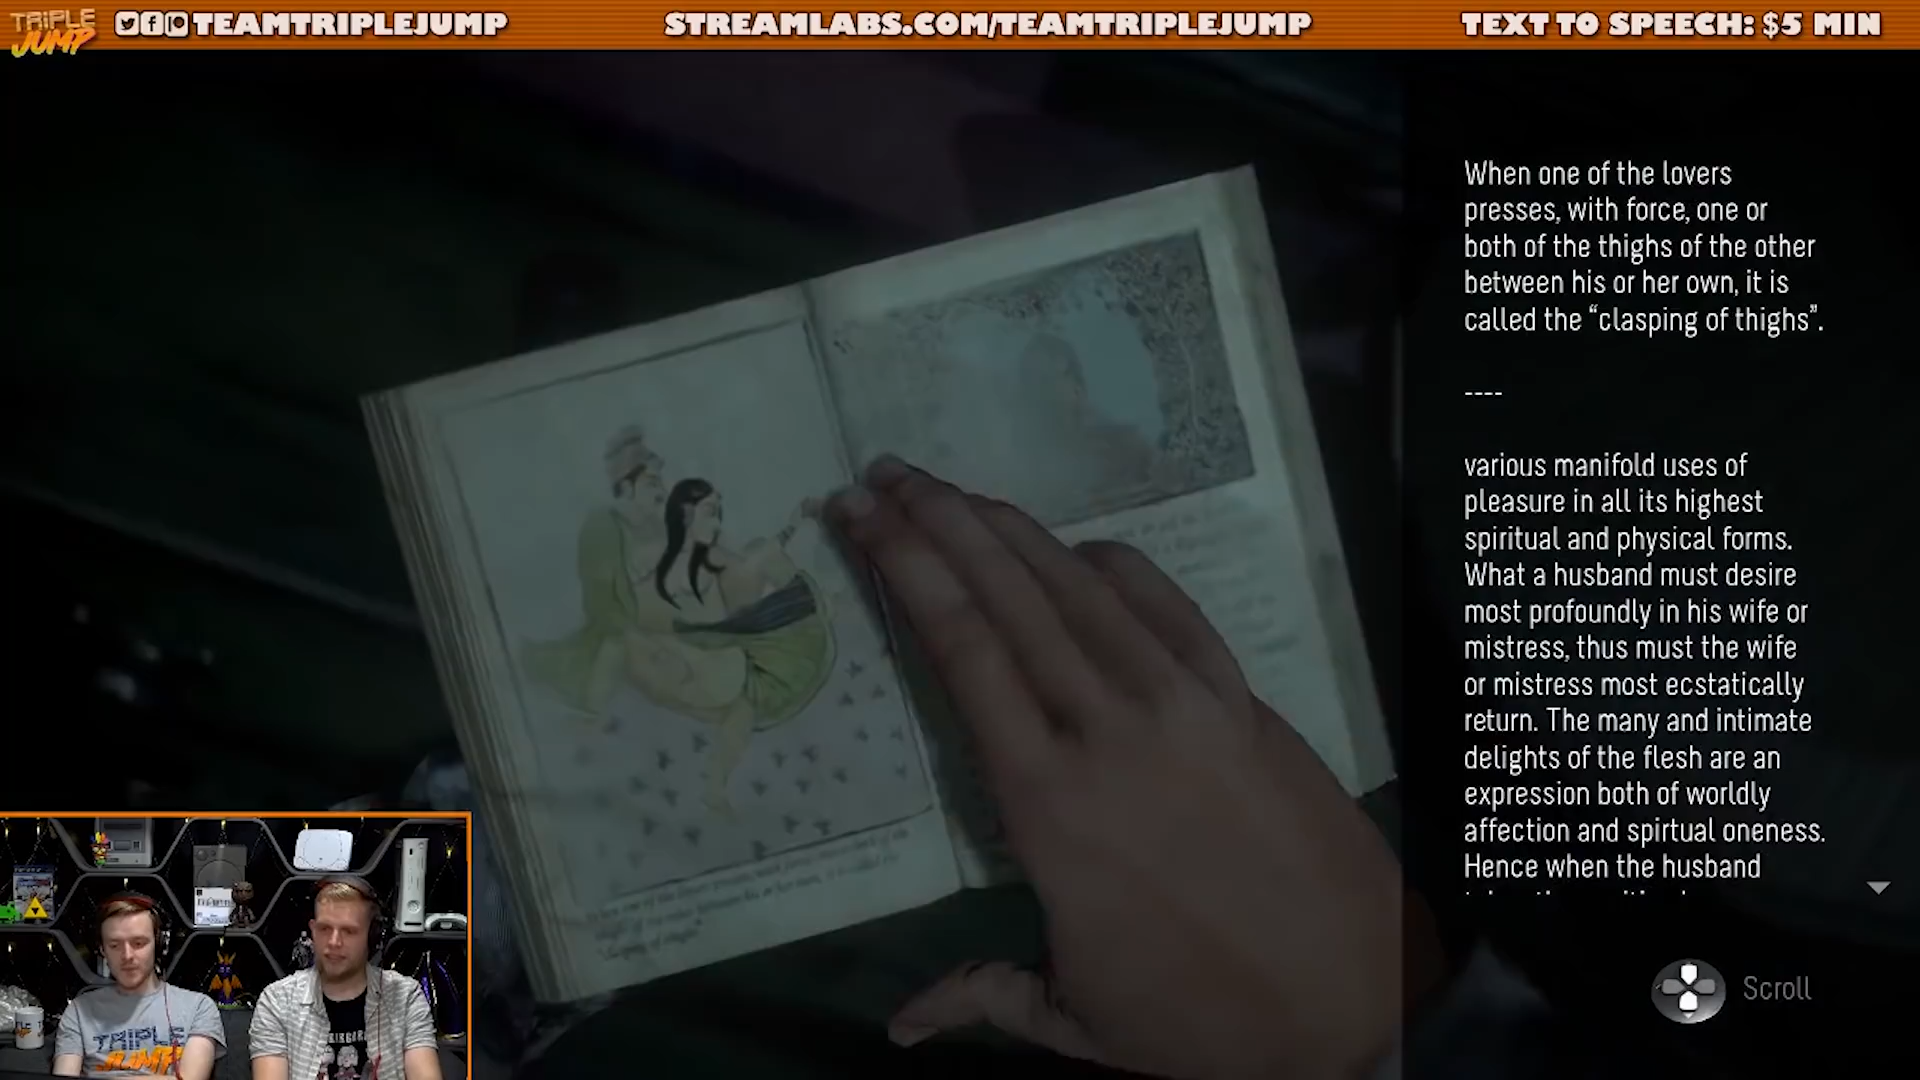 TRIPLE
JUMP
TEAMTRIPLEJUMP
STREAMLABS.COM/TEAMTRIPLEJUMP
TEXT TO SPEECH: $5 MIN
When one of the lovers
presses, with force, one or
both of the thighs of the other
between his or her own, it is
called the “clasping of thighs”.
----
various manifold uses of
pleasure in all its highest
spiritual and physical forms.
What a husband must desire
most profoundly in his wife or
mistress, thus must the wife
or mistress most ecstatically
return. The many and intimate
delights of the flesh are an
expression both of worldly
affection and spirtual oneness.
Hence when the husband
Scroll
TRIPLE
JUMP